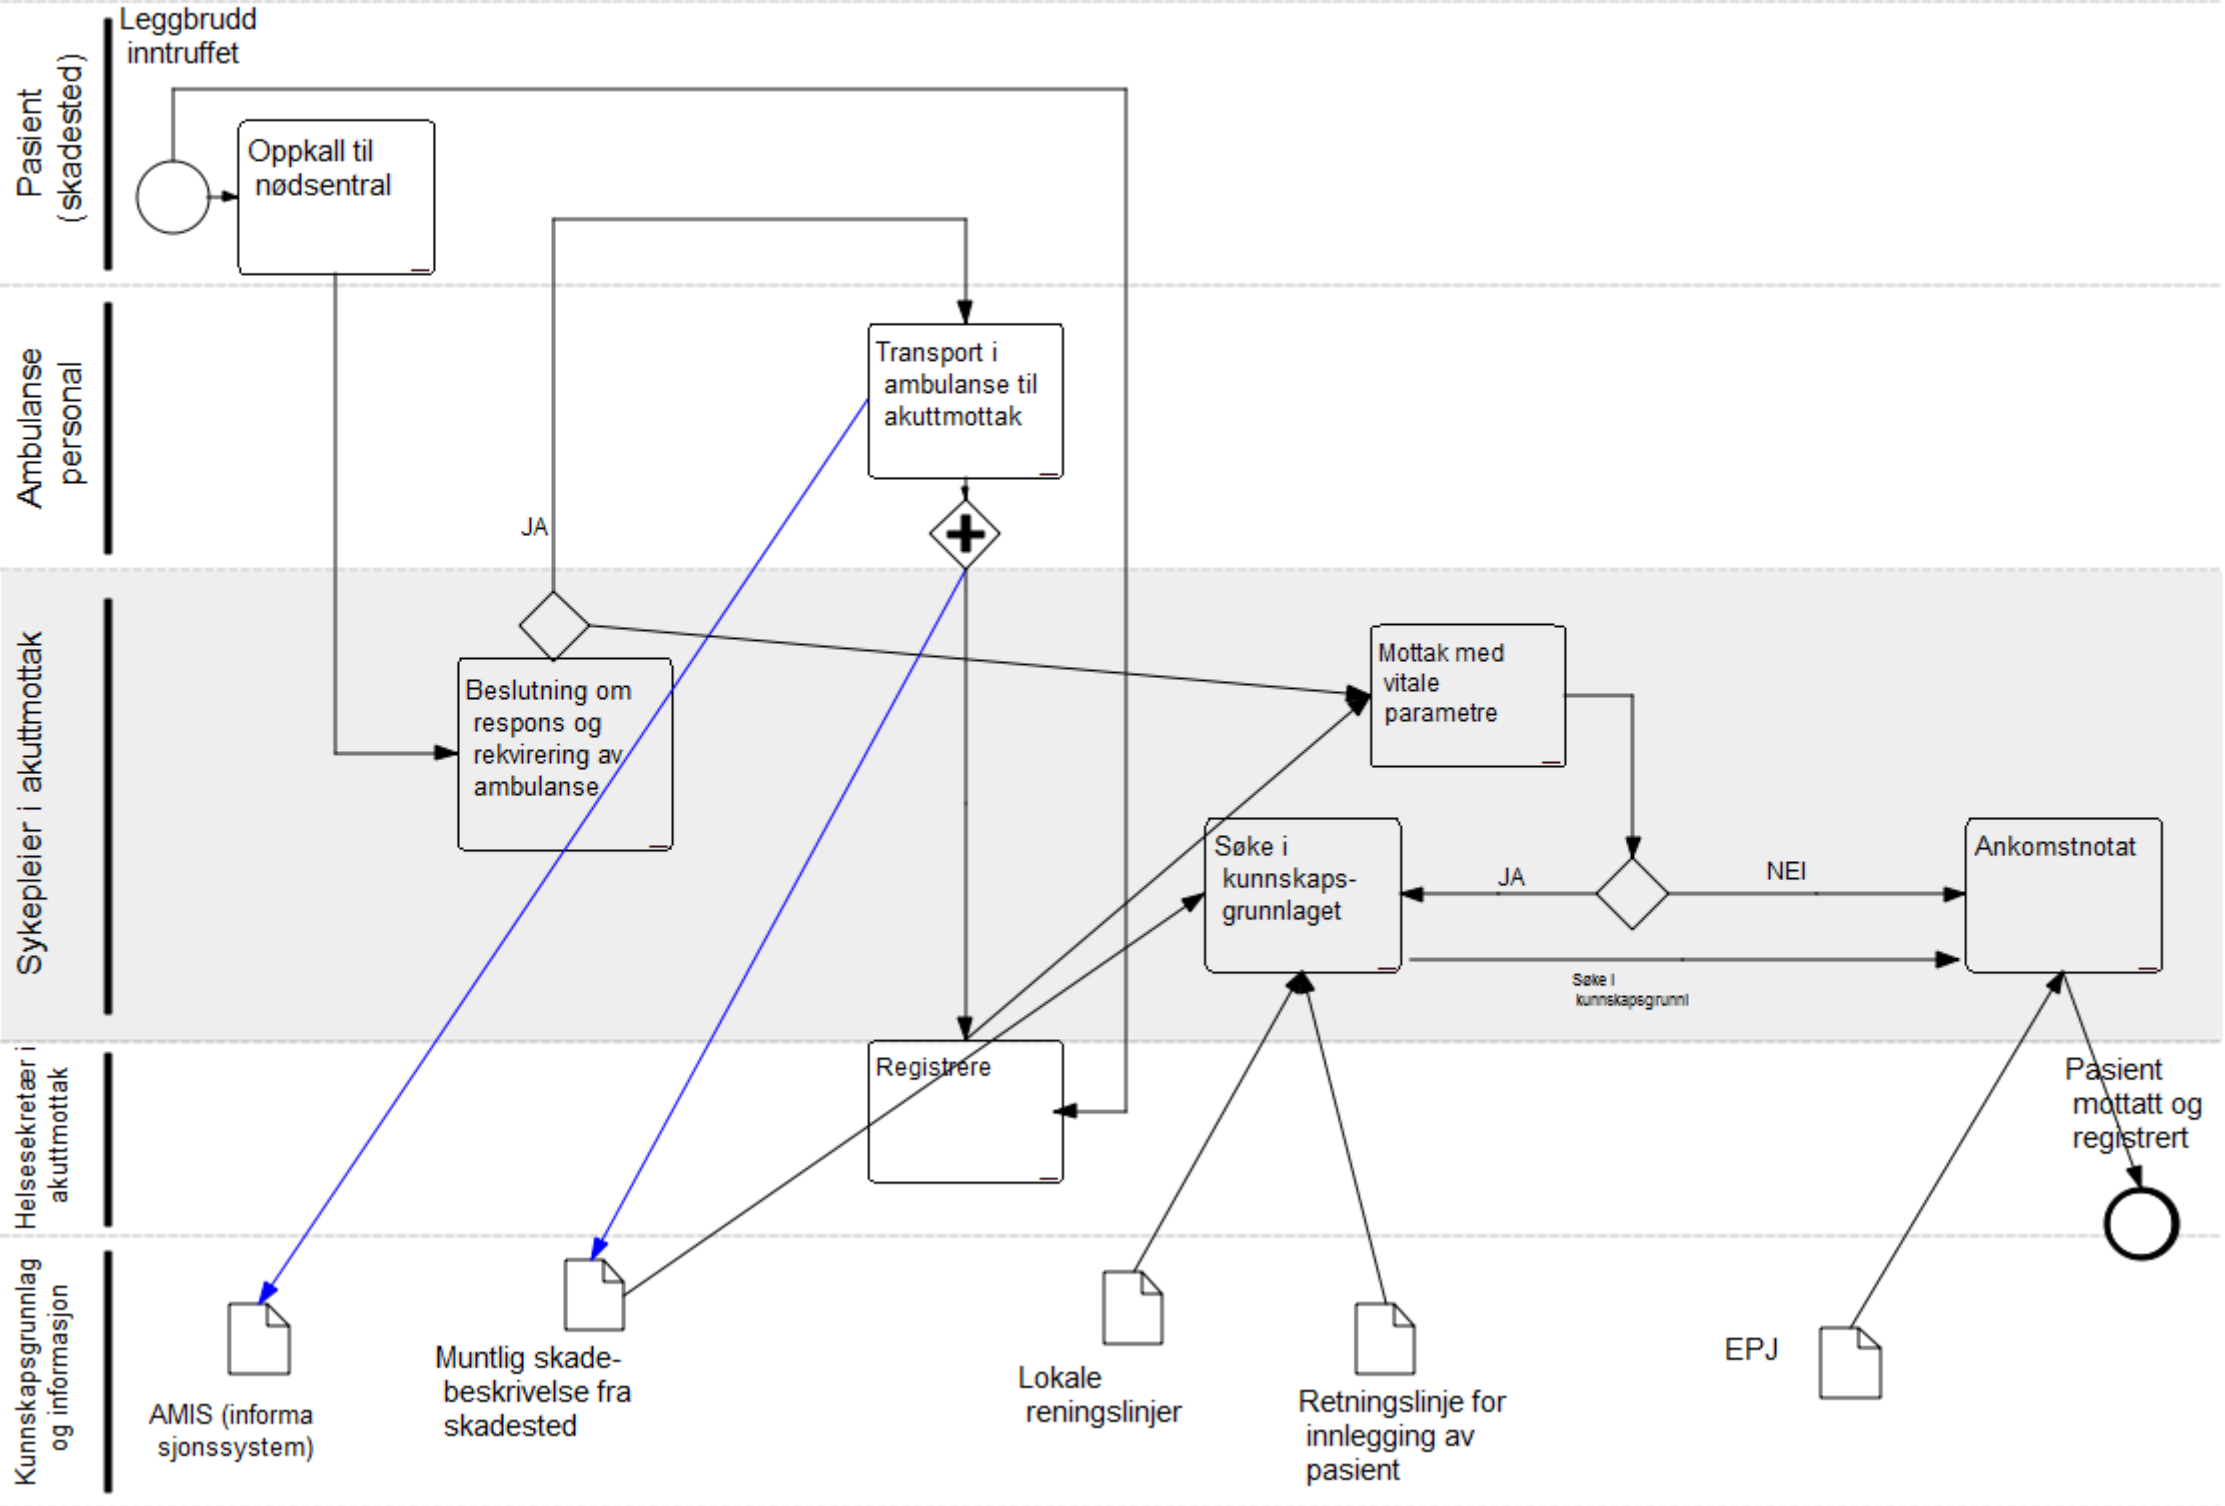 Leggbrudd
inntruffet
Pasient
(skadested)
Oppkall til
nødsentral
Ambulanse
personal
Transport i
ambulanse til
akuttmottak
JA
Sykepleier i akuttmottak
Beslutning om
respons og
rekvirering av
ambulanse
Mottak med
vitale
parametre
Søke i
kunnskaps-
grunnlaget
JA
NEI
Ankomstnotat
Søke i
kunnskapsgrunnl
Helsesekretær i
akuttmottak
Registrere
Pasient
mottatt og
registrert
Kunnskapsgrunnlag
og informasjon
AMIS (informa
sjonssystem)
Muntlig skade-
beskrivelse fra
skadested
Lokale
reningslinjer
Retningslinje for
innlegging av
pasient
EPJ